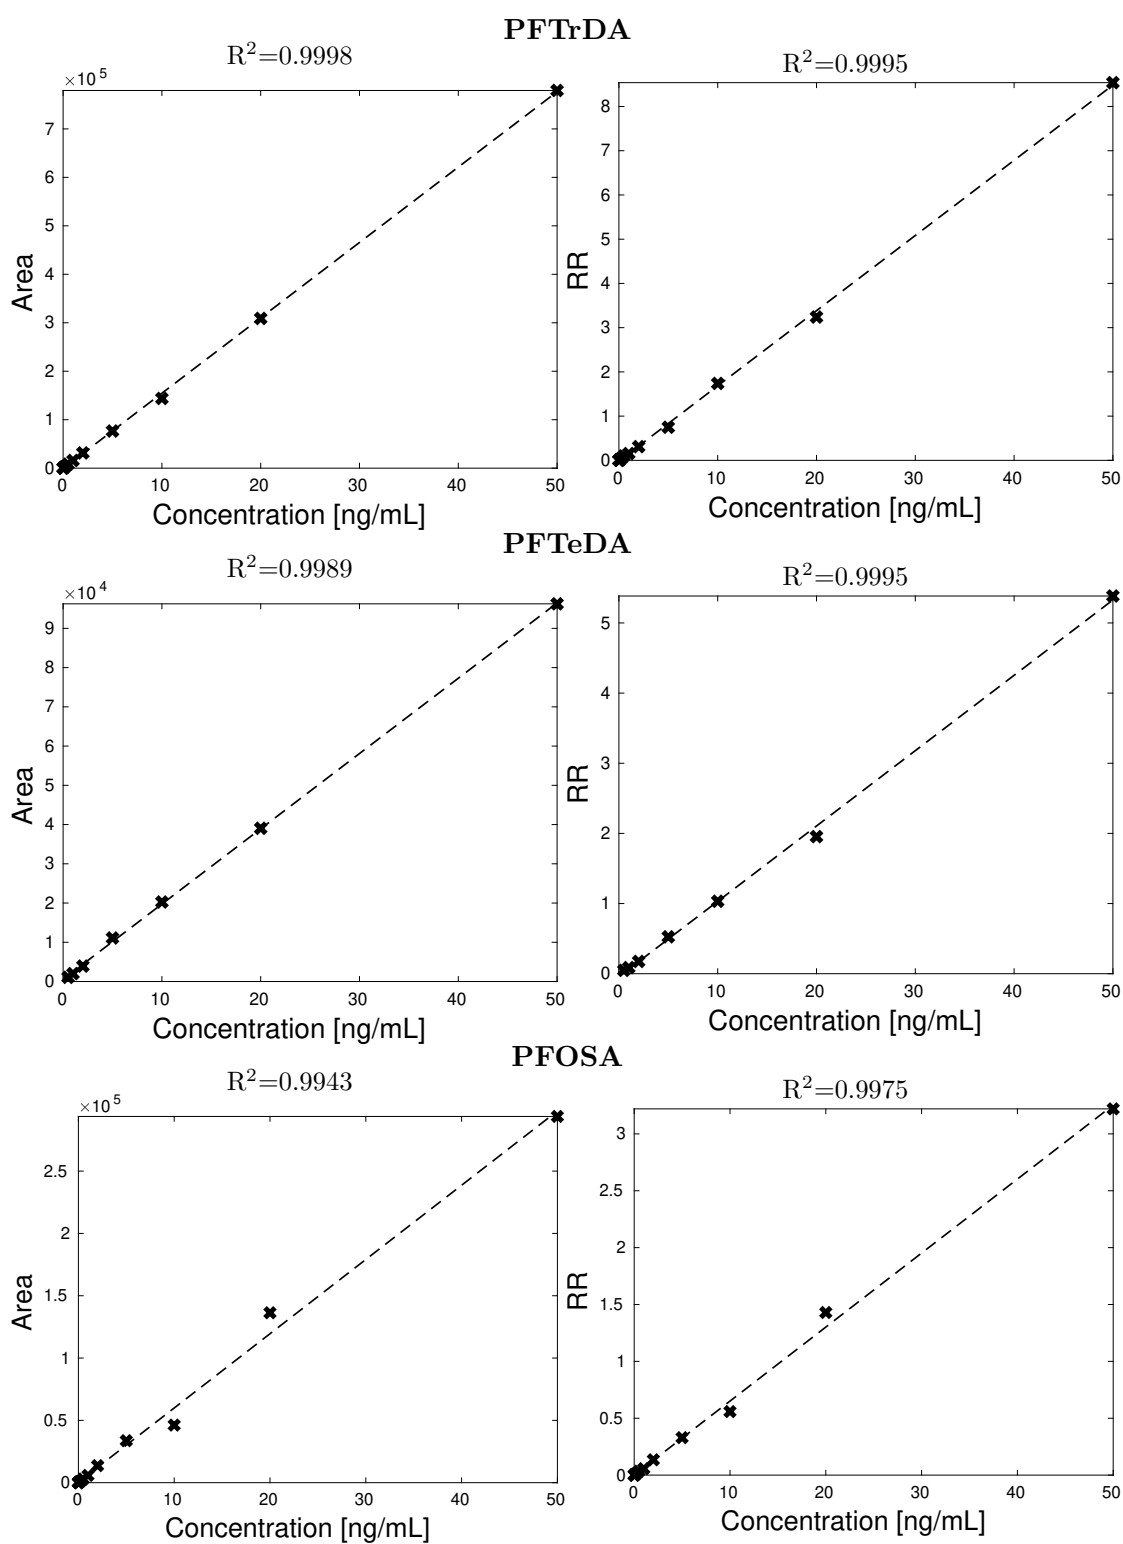 PFTrDA
R²=0.9998
×10⁵
7
6
5
4
3
2
1
0
Area
0 10 20 30 40 50
Concentration [ng/mL]
R²=0.9995
8
7
6
5
4
3
2
1
0
RR
0 10 20 30 40 50
Concentration [ng/mL]
PFTeDA
R²=0.9989
×10⁴
9
8
7
6
5
4
3
2
1
0
Area
0 10 20 30 40 50
Concentration [ng/mL]
R²=0.9995
5
4
3
2
1
0
RR
0 10 20 30 40 50
Concentration [ng/mL]
PFOSA
R²=0.9943
×10⁵
2.5
2
1.5
1
0.5
0
Area
0 10 20 30 40 50
Concentration [ng/mL]
R²=0.9975
3
2.5
2
1.5
1
0.5
0
RR
0 10 20 30 40 50
Concentration [ng/mL]